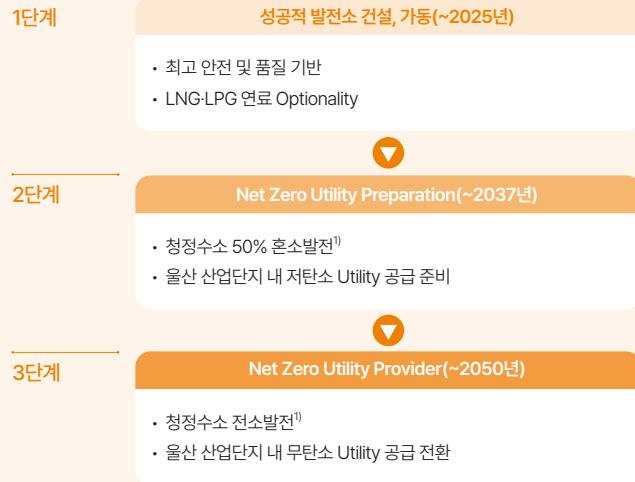 1단계
성공적 발전소 건설, 가동(~2025년)
• 최고 안전 및 품질 기반
• LNG·LPG 연료 Optionality
2단계
Net Zero Utility Preparation(~2037년)
• 청정수소 50% 혼소발전1)
• 울산 산업단지 내 저탄소 Utility 공급 준비
3단계
Net Zero Utility Provider(~2050년)
• 청정수소 전소발전1)
• 울산 산업단지 내 무탄소 Utility 공급 전환